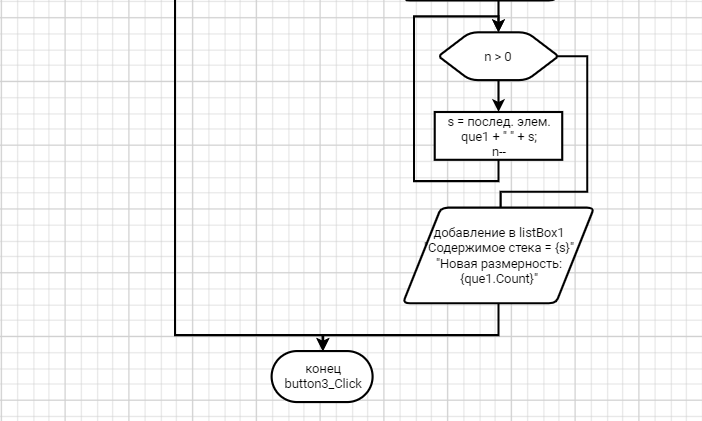 n > 0
s = послед. элем.
que1 + " " + s;
n--
добавление в listBox1
"Содержимое стека = {s}"
"Новая размерность:
{que1.Count}"
конец
button3_Click